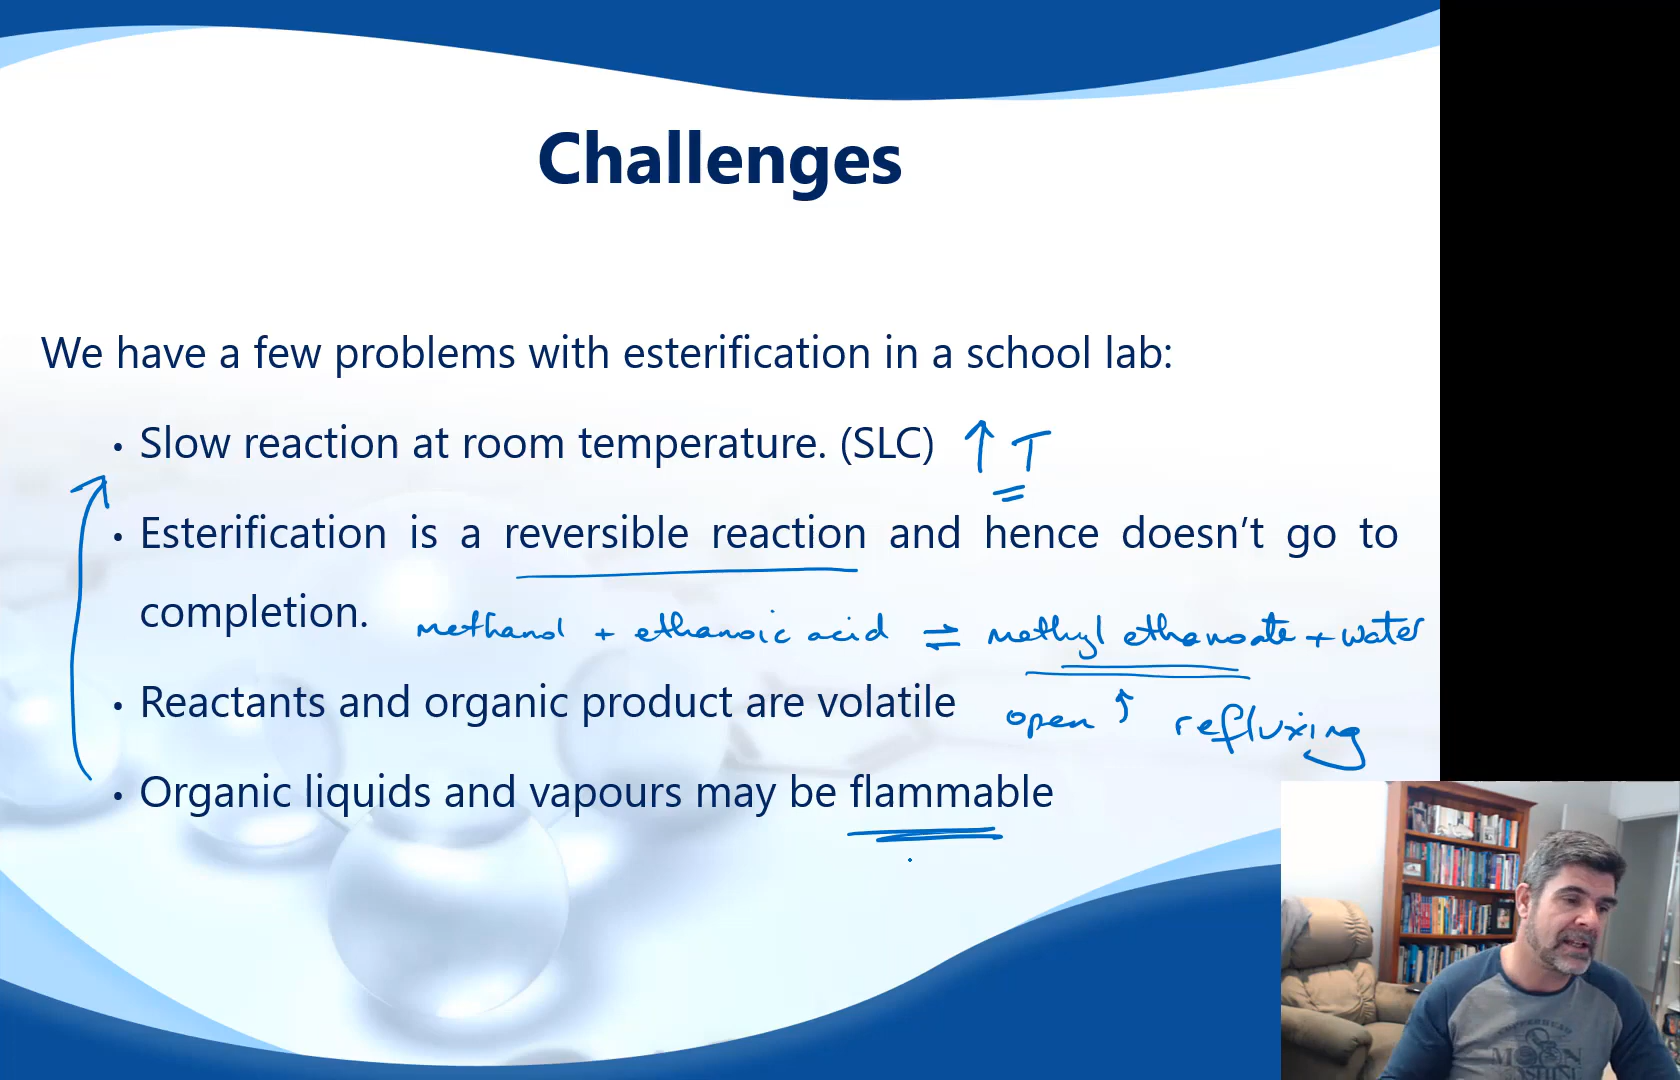 Challenges
We have a few problems with esterification in a school lab:
• Slow reaction at room temperature. (SLC) ↑ T
• Esterification is a reversible reaction and hence doesn’t go to
completion. methanol + ethanoic acid ⇌ methyl ethanoate + water
• Reactants and organic product are volatile open ↑ refluxing
• Organic liquids and vapours may be flammable
MOON